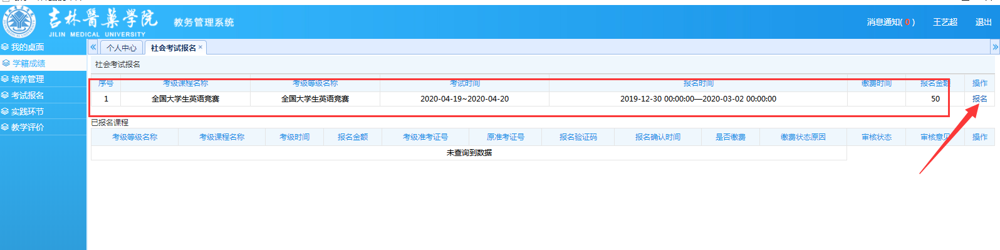 吉林醫藥學院 教务管理系统
JILIN MEDICAL UNIVERSITY
消息通知( 0 ) 王艺超 退出
我的桌面
学籍成绩
培养管理
考试报名
实践环节
教学评价
« 个人中心 社会考试报名 × »
社会考试报名
序号 考级课程名称 考级等级名称 考试时间 报名时间 缴费时间 报名金额 操作
1 全国大学生英语竞赛 全国大学生英语竞赛 2020-04-19~2020-04-20 2019-12-30 00:00:00—2020-03-02 00:00:00 50 报名
已报名课程
考级等级名称 考级课程名称 考级时间 报名金额 考级准考证号 原准考证号 报名验证码 报名确认时间 是否缴费 缴费状态原因 审核状态 审核意见 操作
未查询到数据